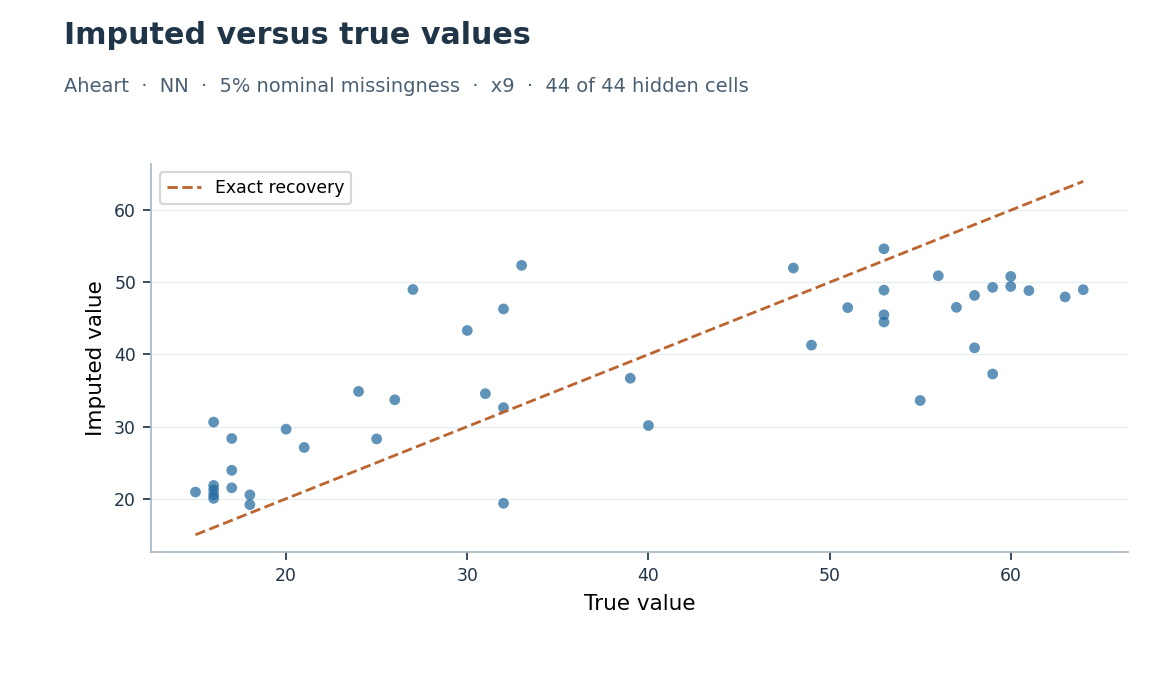 Imputed versus true values
Aheart · NN · 5% nominal missingness · x9 · 44 of 44 hidden cells
Exact recovery
Imputed value
60
50
40
30
20
20 30 40 50 60
True value